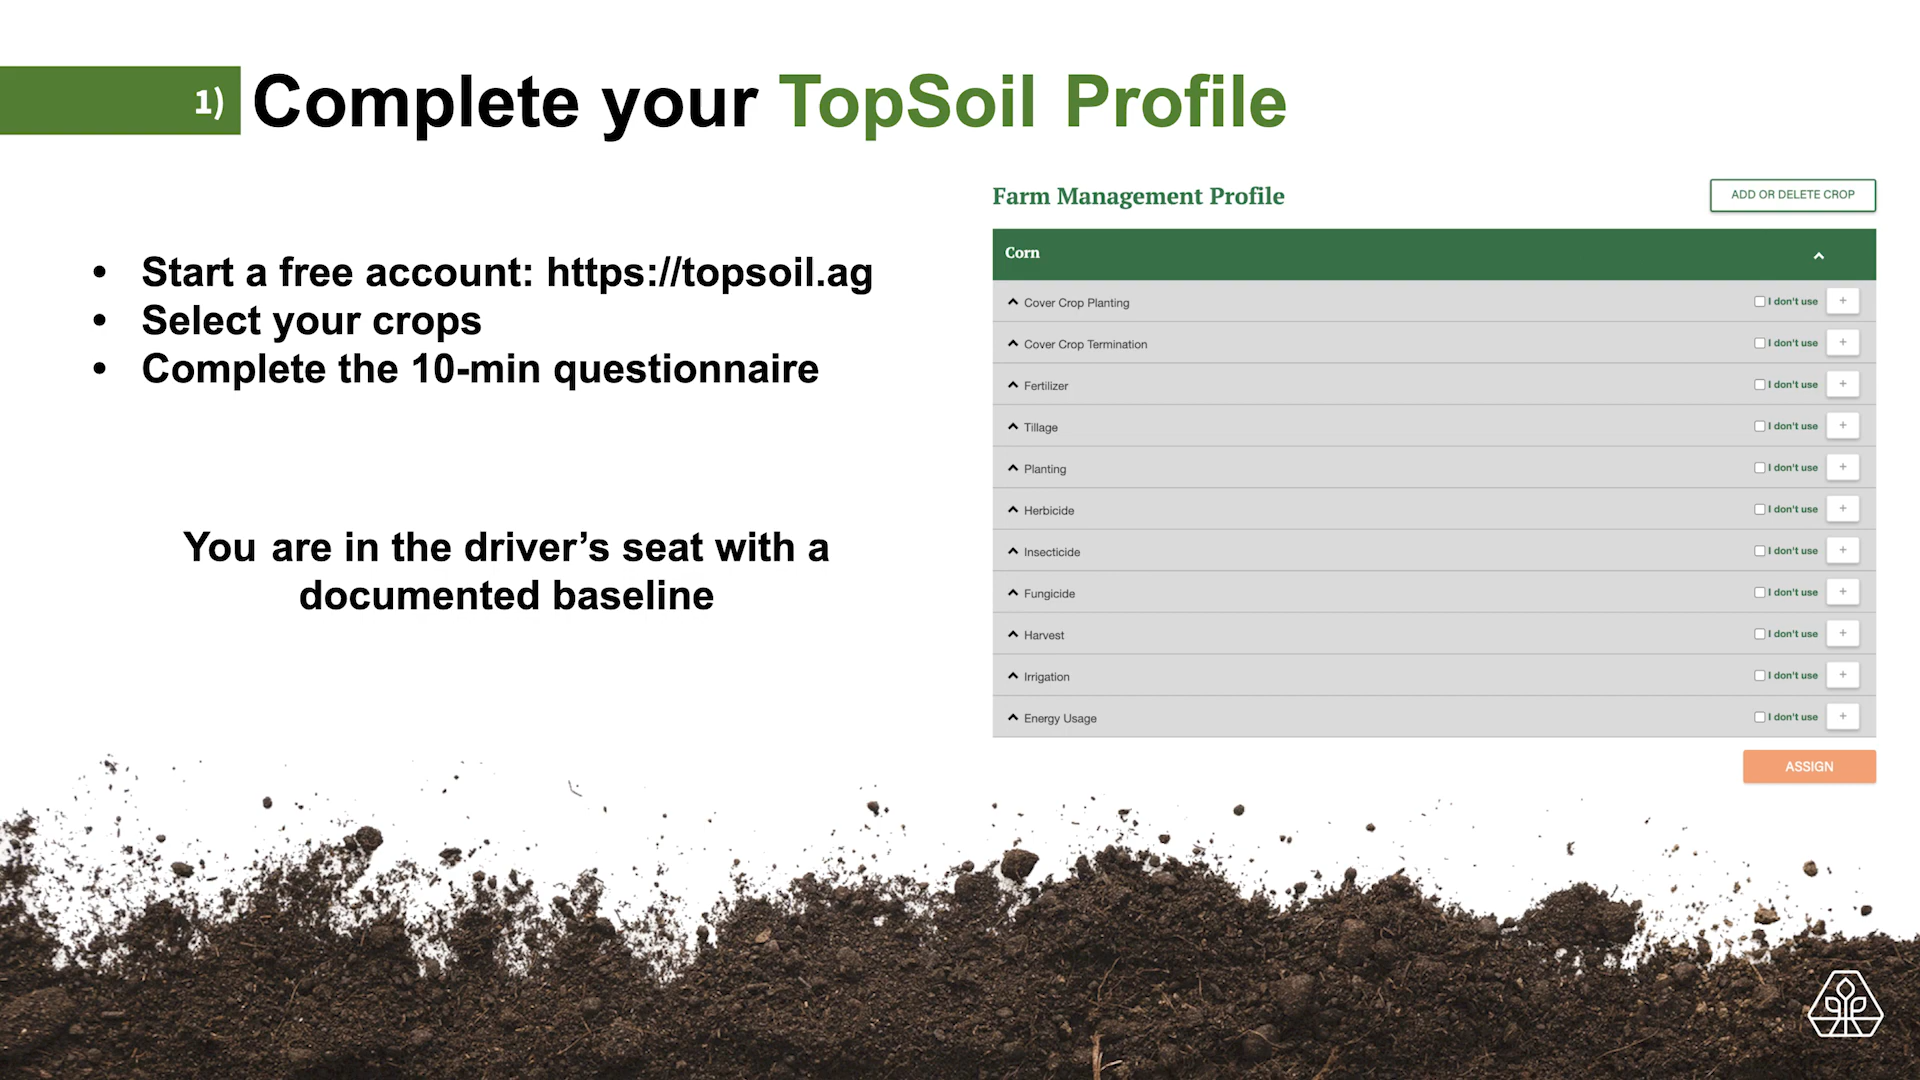 1) Complete your TopSoil Profile
• Start a free account: https://topsoil.ag
• Select your crops
• Complete the 10-min questionnaire
You are in the driver’s seat with a
documented baseline
Farm Management Profile
ADD OR DELETE CROP
Corn
Cover Crop Planting I don't use +
Cover Crop Termination I don't use +
Fertilizer I don't use +
Tillage I don't use +
Planting I don't use +
Herbicide I don't use +
Insecticide I don't use +
Fungicide I don't use +
Harvest I don't use +
Irrigation I don't use +
Energy Usage I don't use +
ASSIGN